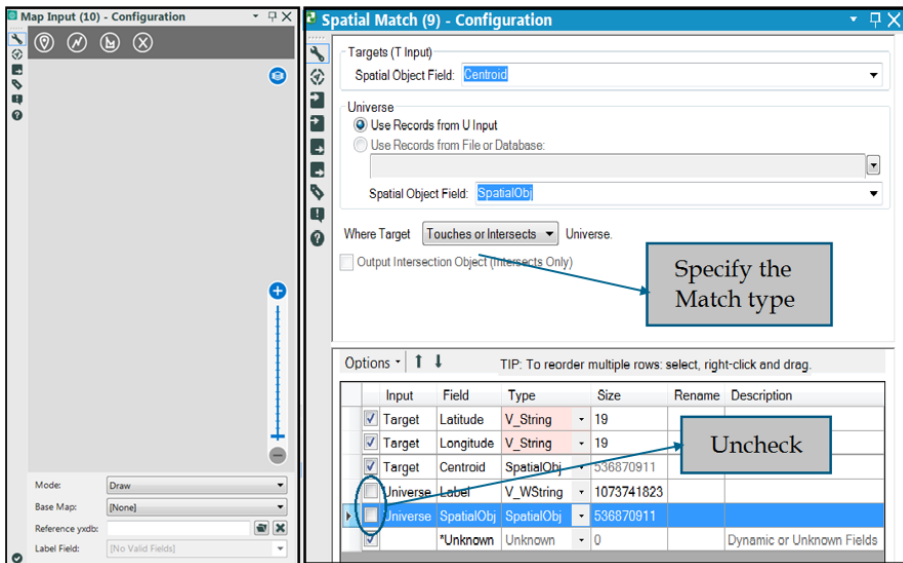 Map Input (10) - Configuration
Mode: Draw
Base Map: [None]
Reference yxdb:
Label Field: [No Valid Fields]
Spatial Match (9) - Configuration
Targets (T Input)
Spatial Object Field: Centroid
Universe
Use Records from U Input
Use Records from File or Database:
Spatial Object Field: SpatialObj
Where Target Touches or Intersects Universe.
Output Intersection Object (Intersects Only)
Specify the
Match type
Options TIP: To reorder multiple rows: select, right-click and drag.
Input Field Type Size Rename Description
Target Latitude V_String 19
Target Longitude V_String 19
Target Centroid SpatialObj 536870911
Universe Label V_WString 1073741823
Universe SpatialObj SpatialObj 536870911
*Unknown Unknown 0 Dynamic or Unknown Fields
Uncheck